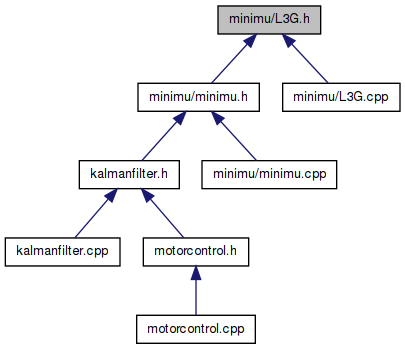 minimu/L3G.h
minimu/minimu.h
minimu/L3G.cpp
kalmanfilter.h
minimu/minimu.cpp
kalmanfilter.cpp
motorcontrol.h
motorcontrol.cpp